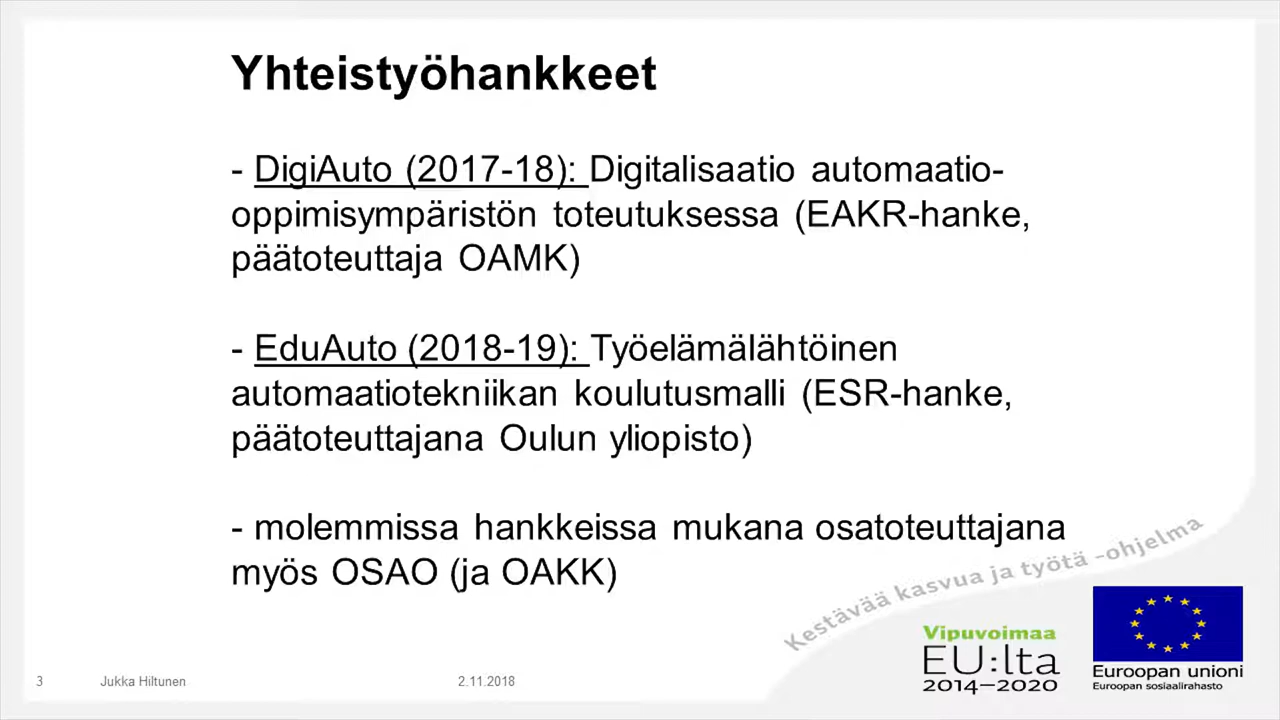 Yhteistyöhankkeet
- DigiAuto (2017-18): Digitalisaatio automaatio-
oppimisympäristön toteutuksessa (EAKR-hanke,
päätoteuttaja OAMK)
- EduAuto (2018-19): Työelämälähtöinen
automaatiotekniikan koulutusmalli (ESR-hanke,
päätoteuttajana Oulun yliopisto)
- molemmissa hankkeissa mukana osatoteuttajana
myös OSAO (ja OAKK)
Kestävää kasvua ja työtä -ohjelma
Vipuvoimaa
EU:lta
2014–2020
Euroopan unioni
Euroopan sosiaalirahasto
3 Jukka Hiltunen 2.11.2018